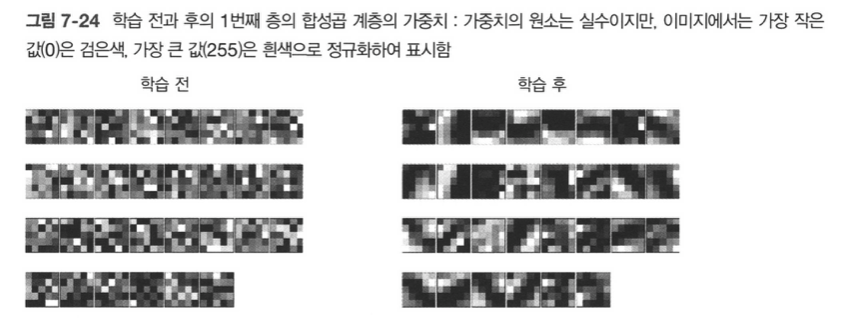 그림 7-24 학습 전과 후의 1번째 층의 합성곱 계층의 가중치 : 가중치의 원소는 실수이지만, 이미지에서는 가장 작은
값(0)은 검은색, 가장 큰 값(255)은 흰색으로 정규화하여 표시함
학습 전
학습 후